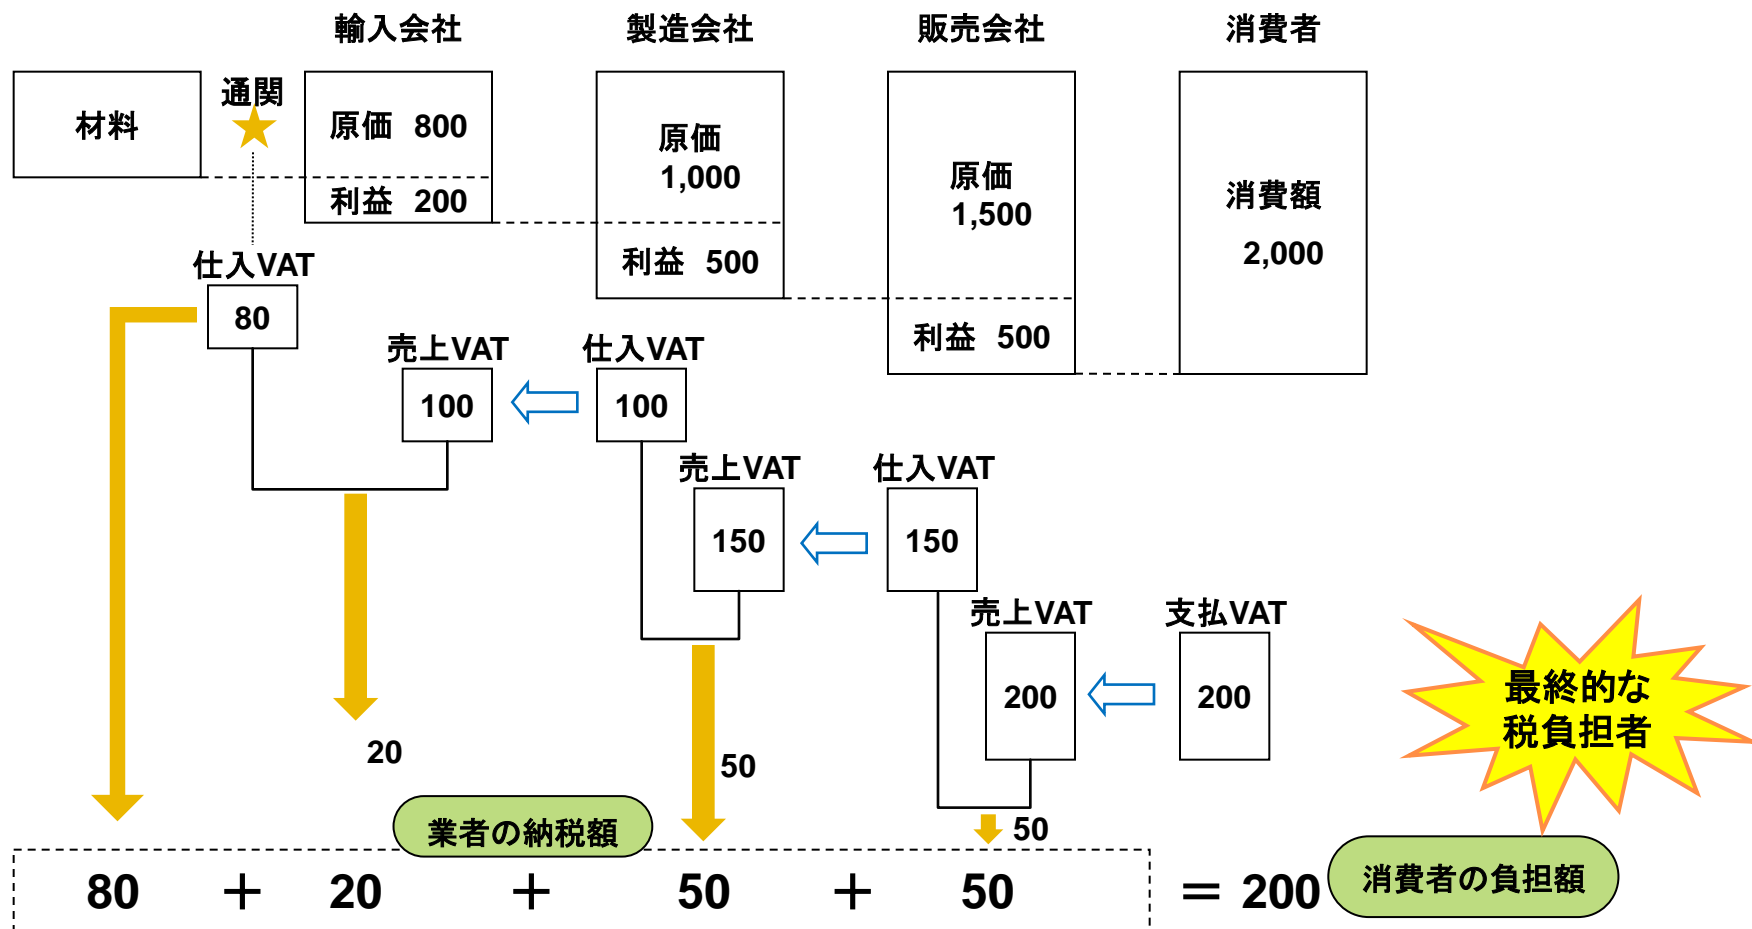 輸入会社
製造会社
販売会社
消費者
材料
通関
原価 800
利益 200
原価
1,000
利益 500
原価
1,500
利益 500
消費額
2,000
仕入VAT
80
売上VAT
100
仕入VAT
100
売上VAT
150
仕入VAT
150
売上VAT
200
支払VAT
200
最終的な
税負担者
20
50
50
業者の納税額
80 + 20 + 50 + 50 = 200
消費者の負担額